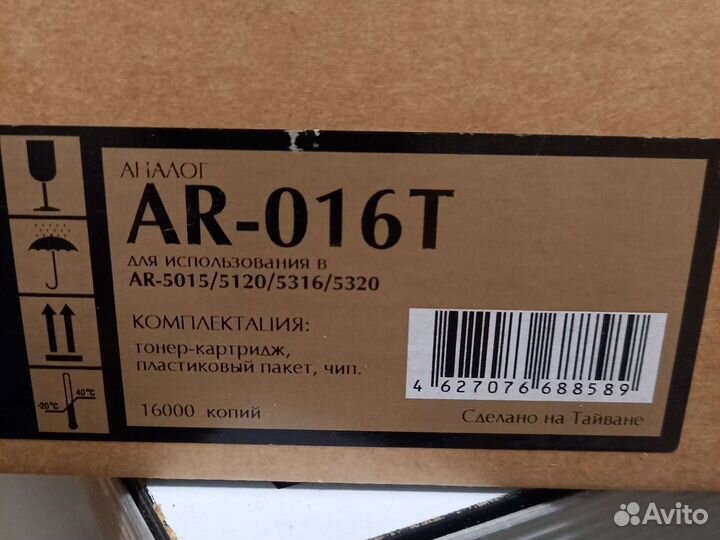 АНАЛОГ
AR-016T
для использования в
AR-5015/5120/5316/5320
КОМПЛЕКТАЦИЯ:
тонер-картридж,
пластиковый пакет, чип.
16000 копий
4 627076 688589
Сделано на Тайване
-20°C 40°C
Avito